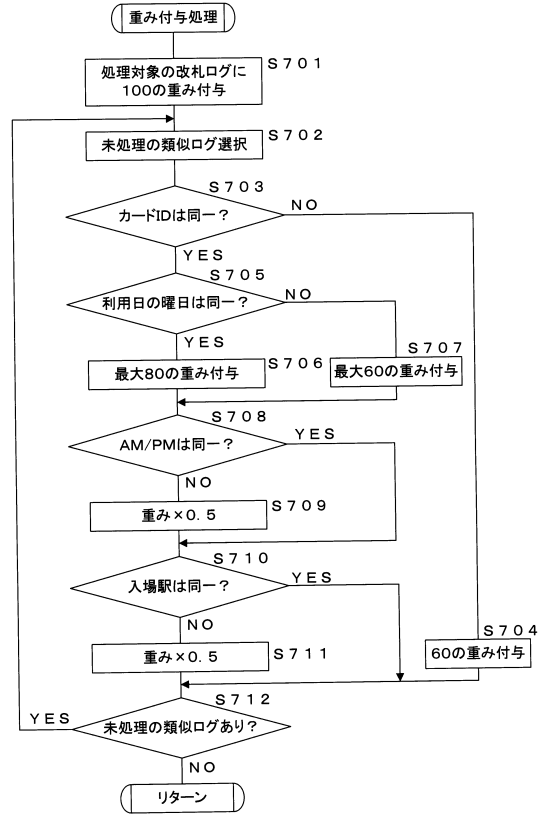 重み付与処理
S701
処理対象の改札ログに
100の重み付与
S702
未処理の類似ログ選択
S703
カードIDは同一？
NO
YES
S705
利用日の曜日は同一？
NO
YES
S706
最大80の重み付与
S707
最大60の重み付与
S708
AM/PMは同一？
YES
NO
S709
重み×0.5
S710
入場駅は同一？
YES
NO
S711
重み×0.5
S704
60の重み付与
S712
未処理の類似ログあり？
YES
NO
リターン